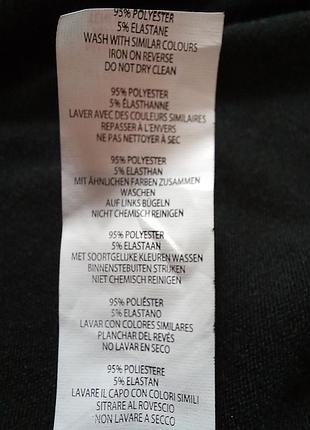 95% POLYESTER
5% ELASTANE
WASH WITH SIMILAR COLOURS
IRON ON REVERSE
DO NOT DRY CLEAN
95% POLYESTER
5% ÉLASTHANNE
LAVER AVEC DES COULEURS SIMILAIRES
REPASSER À L'ENVERS
NE PAS NETTOYER À SEC
95% POLYESTER
5% ELASTHAN
MIT ÄHNLICHEN FARBEN ZUSAMMEN
WASCHEN
AUF LINKS BÜGELN
NICHT CHEMISCH REINIGEN
95% POLYESTER
5% ELASTAAN
MET SOORTGELIJKE KLEUREN WASSEN
BINNENSTEBUITEN STRIJKEN
NIET CHEMISCH REINIGEN
95% POLIÉSTER
5% ELASTANO
LAVAR CON COLORES SIMILARES
PLANCHAR DEL REVÉS
NO LAVAR EN SECO
95% POLIESTERE
5% ELASTAN
LAVARE IL CAPO CON COLORI SIMILI
SITRARE AL ROVESCIO
NON LAVARE A SECCO